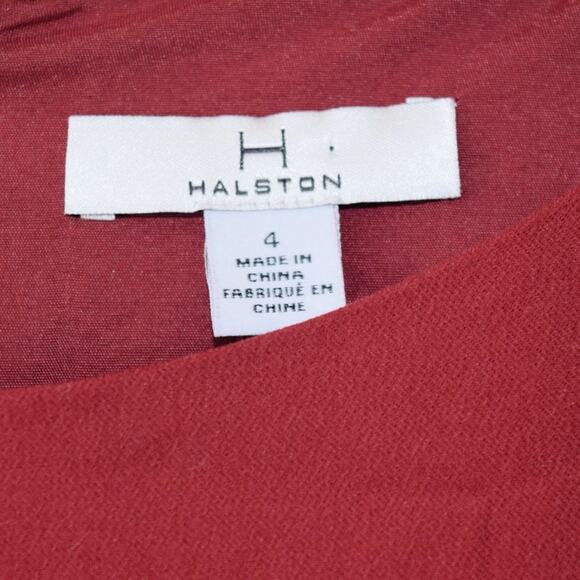 H
HALSTON
4
MADE IN
CHINA
FABRIQUÉ EN
CHINE